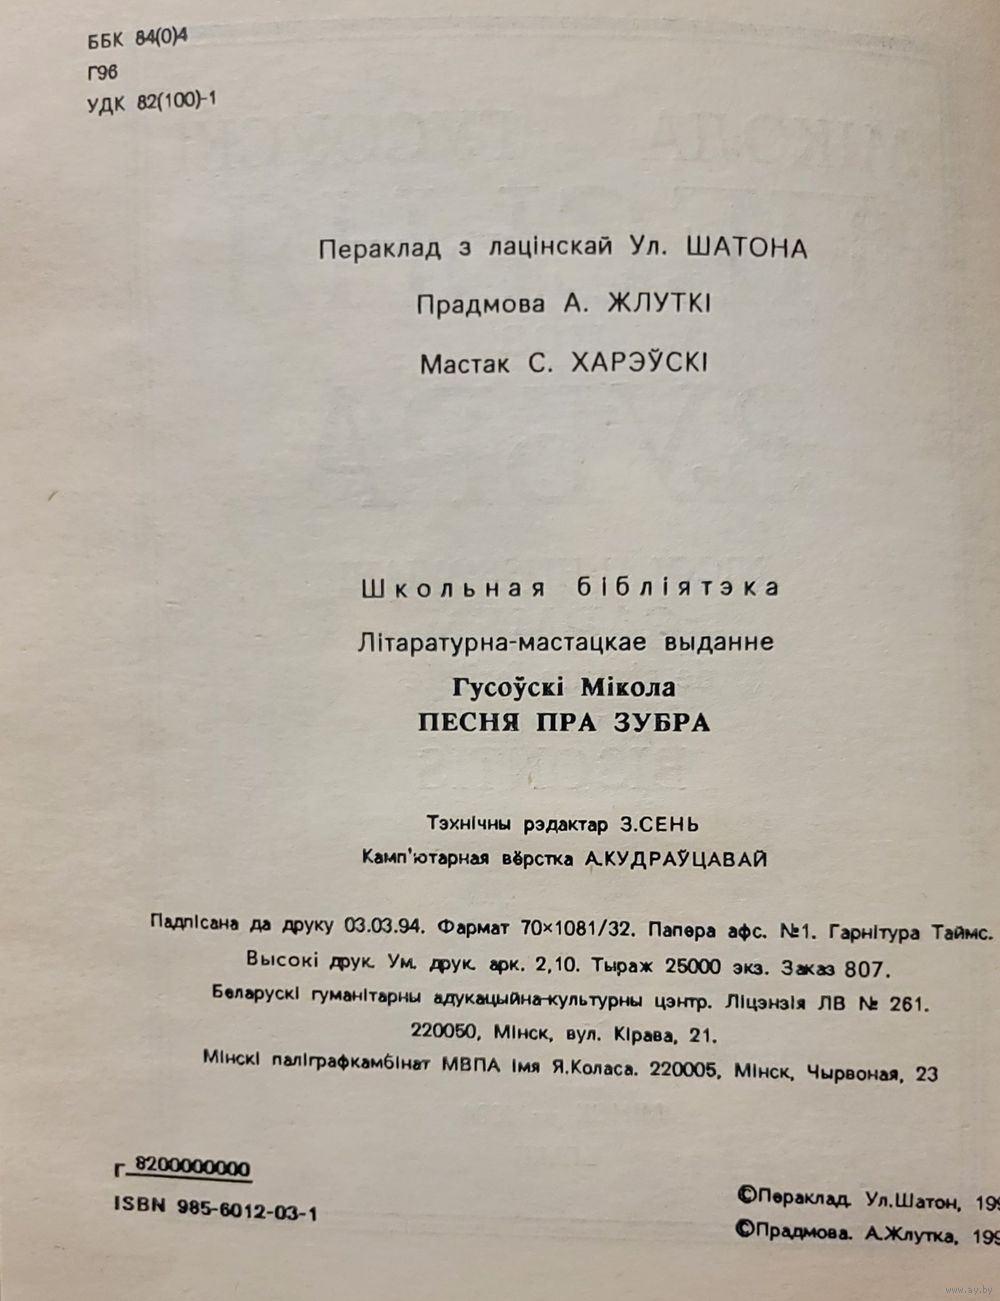 ББК 84(0)4
Г96
УДК 82(100)-1
Пераклад з лацінскай Ул. ШАТОНА
Прадмова А. ЖЛУТКІ
Мастак С. ХАРЭЎСКІ
Школьная бібліятэка
Літаратурна-мастацкае выданне
Гусоўскі Мікола
ПЕСНЯ ПРА ЗУБРА
Тэхнічны рэдактар З.СЕНЬ
Камп'ютарная вёрстка А.КУДРАЎЦАВАЙ
Падпісана да друку 03.03.94. Фармат 70×1081/32. Папера афс. №1. Гарнітура Таймс.
Высокі друк. Ум. друк. арк. 2,10. Тыраж 25000 экз. Заказ 807.
Беларускі гуманітарны адукацыйна-культурны цэнтр. Ліцэнзія ЛВ № 261.
220050, Мінск, вул. Кірава, 21.
Мінскі паліграфкамбінат МВПА імя Я.Коласа. 220005, Мінск, Чырвоная, 23
Г 8200000000
ISBN 985-6012-03-1
©Пераклад. Ул.Шатон, 199
©Прадмова. А.Жлутка, 199
www.ay.by